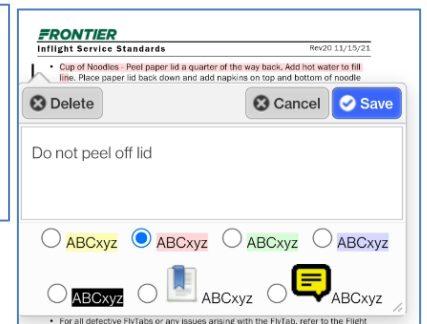 FRONTIER
Inflight Service Standards Rev20 11/15/21
• Cup of Noodles - Peel paper lid a quarter of the way back. Add hot water to fill
line. Place paper lid back down and add napkins on top and bottom of noodle
Delete Cancel Save
Do not peel off lid
ABCxyz ABCxyz ABCxyz ABCxyz
ABCxyz ABCxyz ABCxyz
• For all defective FlyTabs or any issues arising with the FlyTab, refer to the Flight